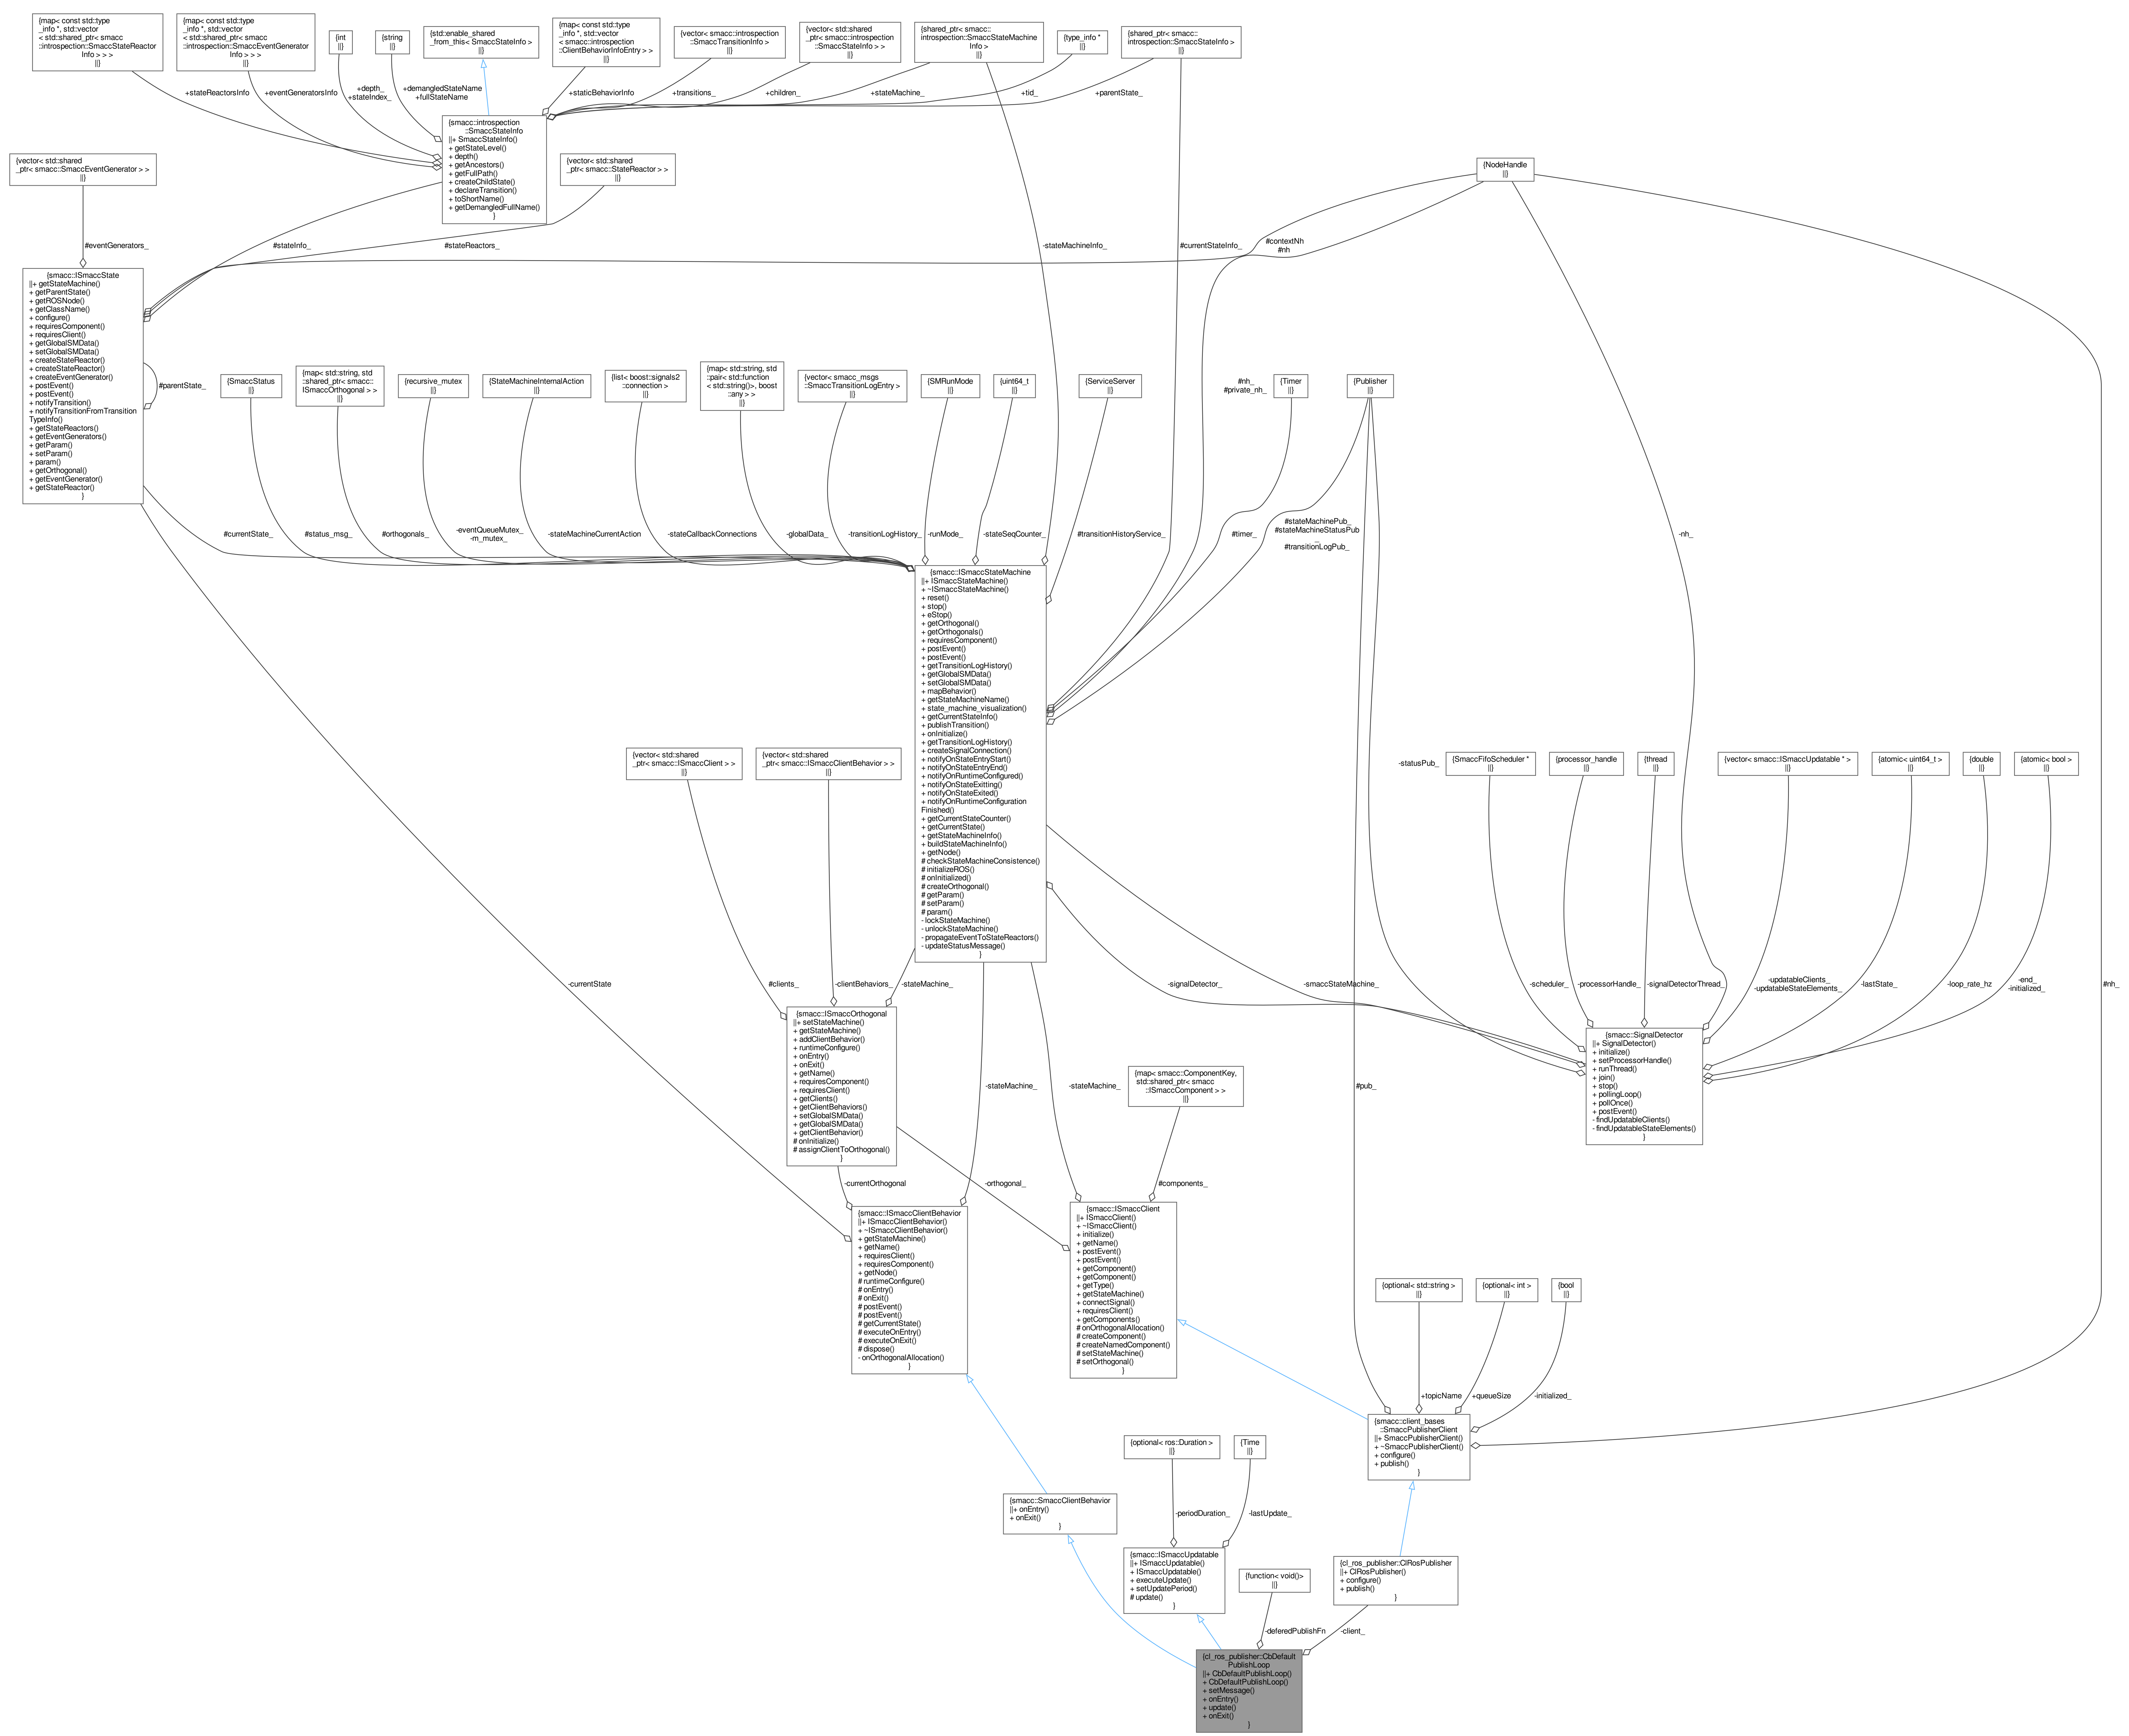 {map< const std::type
_info *, std::vector
< std::shared_ptr< smacc
::introspection::SmaccStateReactor
Info > > >
||}
{map< const std::type
_info *, std::vector
< std::shared_ptr< smacc
::introspection::SmaccEventGenerator
Info > > >
||}
{int
||}
{string
||}
{std::enable_shared
_from_this< SmaccStateInfo >
||}
{map< const std::type
_info *, std::vector
< smacc::introspection
::ClientBehaviorInfoEntry > >
||}
{vector< smacc::introspection
::SmaccTransitionInfo >
||}
{vector< std::shared
_ptr< smacc::introspection
::SmaccStateInfo > >
||}
{shared_ptr< smacc::
introspection::SmaccStateMachine
Info >
||}
{type_info *
||}
{shared_ptr< smacc::
introspection::SmaccStateInfo >
||}
+stateReactorsInfo
+eventGeneratorsInfo
+depth_
+stateIndex_
+demangledStateName
+fullStateName
+staticBehaviorInfo
+transitions_
+children_
+stateMachine_
+tid_
+parentState_
{smacc::introspection
::SmaccStateInfo
||+ SmaccStateInfo()
+ getStateLevel()
+ depth()
+ getAncestors()
+ getFullPath()
+ createChildState()
+ declareTransition()
+ toShortName()
+ getDemangledFullName()
}
{vector< std::shared
_ptr< smacc::SmaccEventGenerator > >
||}
{vector< std::shared
_ptr< smacc::StateReactor > >
||}
{NodeHandle
||}
#eventGenerators_
#stateInfo_
#stateReactors_
-stateMachineInfo_
#currentStateInfo_
#contextNh
#nh
{smacc::ISmaccState
||+ getStateMachine()
+ getParentState()
+ getROSNode()
+ getClassName()
+ configure()
+ requiresComponent()
+ requiresClient()
+ getGlobalSMData()
+ setGlobalSMData()
+ createStateReactor()
+ createStateReactor()
+ createEventGenerator()
+ postEvent()
+ postEvent()
+ notifyTransition()
+ notifyTransitionFromTransition
TypeInfo()
+ getStateReactors()
+ getEventGenerators()
+ getParam()
+ setParam()
+ param()
+ getOrthogonal()
+ getEventGenerator()
+ getStateReactor()
}
#parentState_
{SmaccStatus
||}
{map< std::string, std
::shared_ptr< smacc::
ISmaccOrthogonal > >
||}
{recursive_mutex
||}
{StateMachineInternalAction
||}
{list< boost::signals2
::connection >
||}
{map< std::string, std
::pair< std::function
< std::string()>, boost
::any > >
||}
{vector< smacc_msgs
::SmaccTransitionLogEntry >
||}
{SMRunMode
||}
{uint64_t
||}
{ServiceServer
||}
#nh_
#private_nh_
{Timer
||}
{Publisher
||}
#currentState_
#status_msg_
#orthogonals_
-eventQueueMutex_
-m_mutex_
-stateMachineCurrentAction
-stateCallbackConnections
-globalData_
-transitionLogHistory_
-runMode_
-stateSeqCounter_
#transitionHistoryService_
#timer_
#stateMachinePub_
#stateMachineStatusPub
_
#transitionLogPub_
-nh_
{smacc::ISmaccStateMachine
||+ ISmaccStateMachine()
+ ~ISmaccStateMachine()
+ reset()
+ stop()
+ eStop()
+ getOrthogonal()
+ getOrthogonals()
+ requiresComponent()
+ postEvent()
+ postEvent()
+ getTransitionLogHistory()
+ getGlobalSMData()
+ setGlobalSMData()
+ mapBehavior()
+ getStateMachineName()
+ state_machine_visualization()
+ getCurrentStateInfo()
+ publishTransition()
+ onInitialize()
+ getTransitionLogHistory()
+ createSignalConnection()
+ notifyOnStateEntryStart()
+ notifyOnStateEntryEnd()
+ notifyOnRuntimeConfigured()
+ notifyOnStateExitting()
+ notifyOnStateExited()
+ notifyOnRuntimeConfiguration
Finished()
+ getCurrentStateCounter()
+ getCurrentState()
+ getStateMachineInfo()
+ buildStateMachineInfo()
+ getNode()
# checkStateMachineConsistence()
# initializeROS()
# onInitialized()
# createOrthogonal()
# getParam()
# setParam()
# param()
- lockStateMachine()
- unlockStateMachine()
- propagateEventToStateReactors()
- updateStatusMessage()
}
{vector< std::shared
_ptr< smacc::ISmaccClient > >
||}
{vector< std::shared
_ptr< smacc::ISmaccClientBehavior > >
||}
-statusPub_
{SmaccFifoScheduler *
||}
{processor_handle
||}
{thread
||}
{vector< smacc::ISmaccUpdatable * >
||}
{atomic< uint64_t >
||}
{double
||}
{atomic< bool >
||}
-currentState
#clients_
-clientBehaviors_
-stateMachine_
-signalDetector_
-smaccStateMachine_
-scheduler_
-processorHandle_
-signalDetectorThread_
-updatableClients_
-updatableStateElements_
-lastState_
-loop_rate_hz
-end_
-initialized_
#nh_
{smacc::ISmaccOrthogonal
||+ setStateMachine()
+ getStateMachine()
+ addClientBehavior()
+ runtimeConfigure()
+ onEntry()
+ onExit()
+ getName()
+ requiresComponent()
+ requiresClient()
+ getClients()
+ getClientBehaviors()
+ setGlobalSMData()
+ getGlobalSMData()
+ getClientBehavior()
# onInitialize()
# assignClientToOrthogonal()
}
{smacc::SignalDetector
||+ SignalDetector()
+ initialize()
+ setProcessorHandle()
+ runThread()
+ join()
+ stop()
+ pollingLoop()
+ pollOnce()
+ postEvent()
- findUpdatableClients()
- findUpdatableStateElements()
}
-stateMachine_
-stateMachine_
{map< smacc::ComponentKey,
std::shared_ptr< smacc
::ISmaccComponent > >
||}
#pub_
-currentOrthogonal
-orthogonal_
#components_
{smacc::ISmaccClientBehavior
||+ ISmaccClientBehavior()
+ ~ISmaccClientBehavior()
+ getStateMachine()
+ getName()
+ requiresClient()
+ requiresComponent()
+ getNode()
# runtimeConfigure()
# onEntry()
# onExit()
# postEvent()
# postEvent()
# getCurrentState()
# executeOnEntry()
# executeOnExit()
# dispose()
- onOrthogonalAllocation()
}
{smacc::ISmaccClient
||+ ISmaccClient()
+ ~ISmaccClient()
+ initialize()
+ getName()
+ postEvent()
+ postEvent()
+ getComponent()
+ getComponent()
+ getType()
+ getStateMachine()
+ connectSignal()
+ requiresClient()
+ getComponents()
# onOrthogonalAllocation()
# createComponent()
# createNamedComponent()
# setStateMachine()
# setOrthogonal()
}
{optional< std::string >
||}
{optional< int >
||}
{bool
||}
+topicName
+queueSize
-initialized_
{smacc::client_bases
::SmaccPublisherClient
||+ SmaccPublisherClient()
+ ~SmaccPublisherClient()
+ configure()
+ publish()
}
{optional< ros::Duration >
||}
{Time
||}
{smacc::SmaccClientBehavior
||+ onEntry()
+ onExit()
}
-periodDuration_
-lastUpdate_
{smacc::ISmaccUpdatable
||+ ISmaccUpdatable()
+ ISmaccUpdatable()
+ executeUpdate()
+ setUpdatePeriod()
# update()
}
{function< void()>
||}
{cl_ros_publisher::ClRosPublisher
||+ ClRosPublisher()
+ configure()
+ publish()
}
-deferedPublishFn
-client_
{cl_ros_publisher::CbDefault
PublishLoop
||+ CbDefaultPublishLoop()
+ CbDefaultPublishLoop()
+ setMessage()
+ onEntry()
+ update()
+ onExit()
}